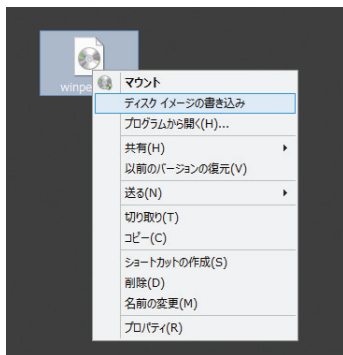 winpe
マウント
ディスク イメージの書き込み
プログラムから開く(H)...
共有(H)
以前のバージョンの復元(V)
送る(N)
切り取り(T)
コピー(C)
ショートカットの作成(S)
削除(D)
名前の変更(M)
プロパティ(R)